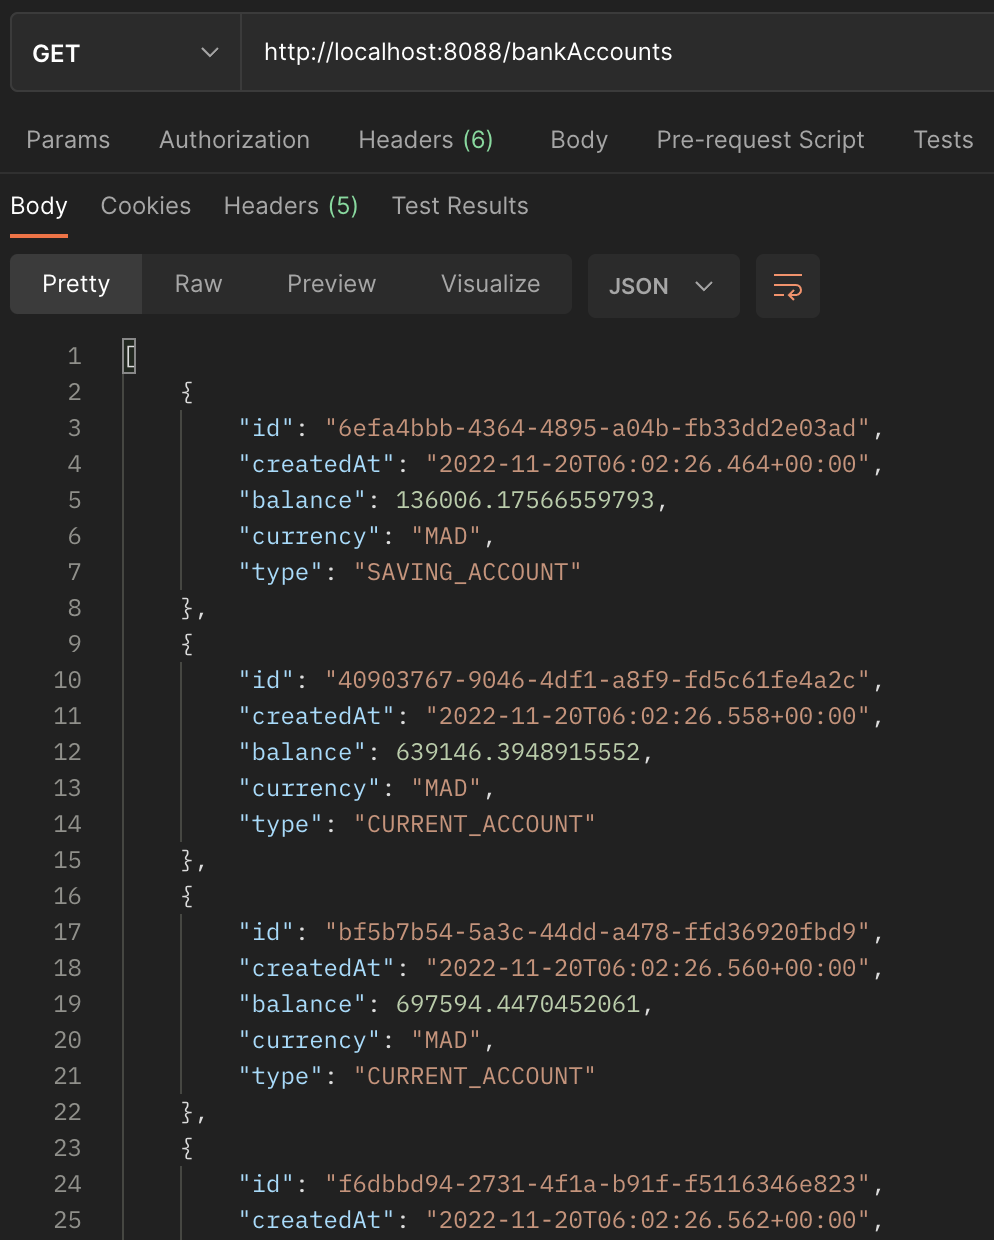 GET http://localhost:8088/bankAccounts
Params Authorization Headers (6) Body Pre-request Script Tests
Body Cookies Headers (5) Test Results
Pretty Raw Preview Visualize JSON
1 [
2 {
3 "id": "6efa4bbb-4364-4895-a04b-fb33dd2e03ad",
4 "createdAt": "2022-11-20T06:02:26.464+00:00",
5 "balance": 136006.17566559793,
6 "currency": "MAD",
7 "type": "SAVING_ACCOUNT"
8 },
9 {
10 "id": "40903767-9046-4df1-a8f9-fd5c61fe4a2c",
11 "createdAt": "2022-11-20T06:02:26.558+00:00",
12 "balance": 639146.3948915552,
13 "currency": "MAD",
14 "type": "CURRENT_ACCOUNT"
15 },
16 {
17 "id": "bf5b7b54-5a3c-44dd-a478-ffd36920fbd9",
18 "createdAt": "2022-11-20T06:02:26.560+00:00",
19 "balance": 697594.4470452061,
20 "currency": "MAD",
21 "type": "CURRENT_ACCOUNT"
22 },
23 {
24 "id": "f6dbbd94-2731-4f1a-b91f-f5116346e823",
25 "createdAt": "2022-11-20T06:02:26.562+00:00",